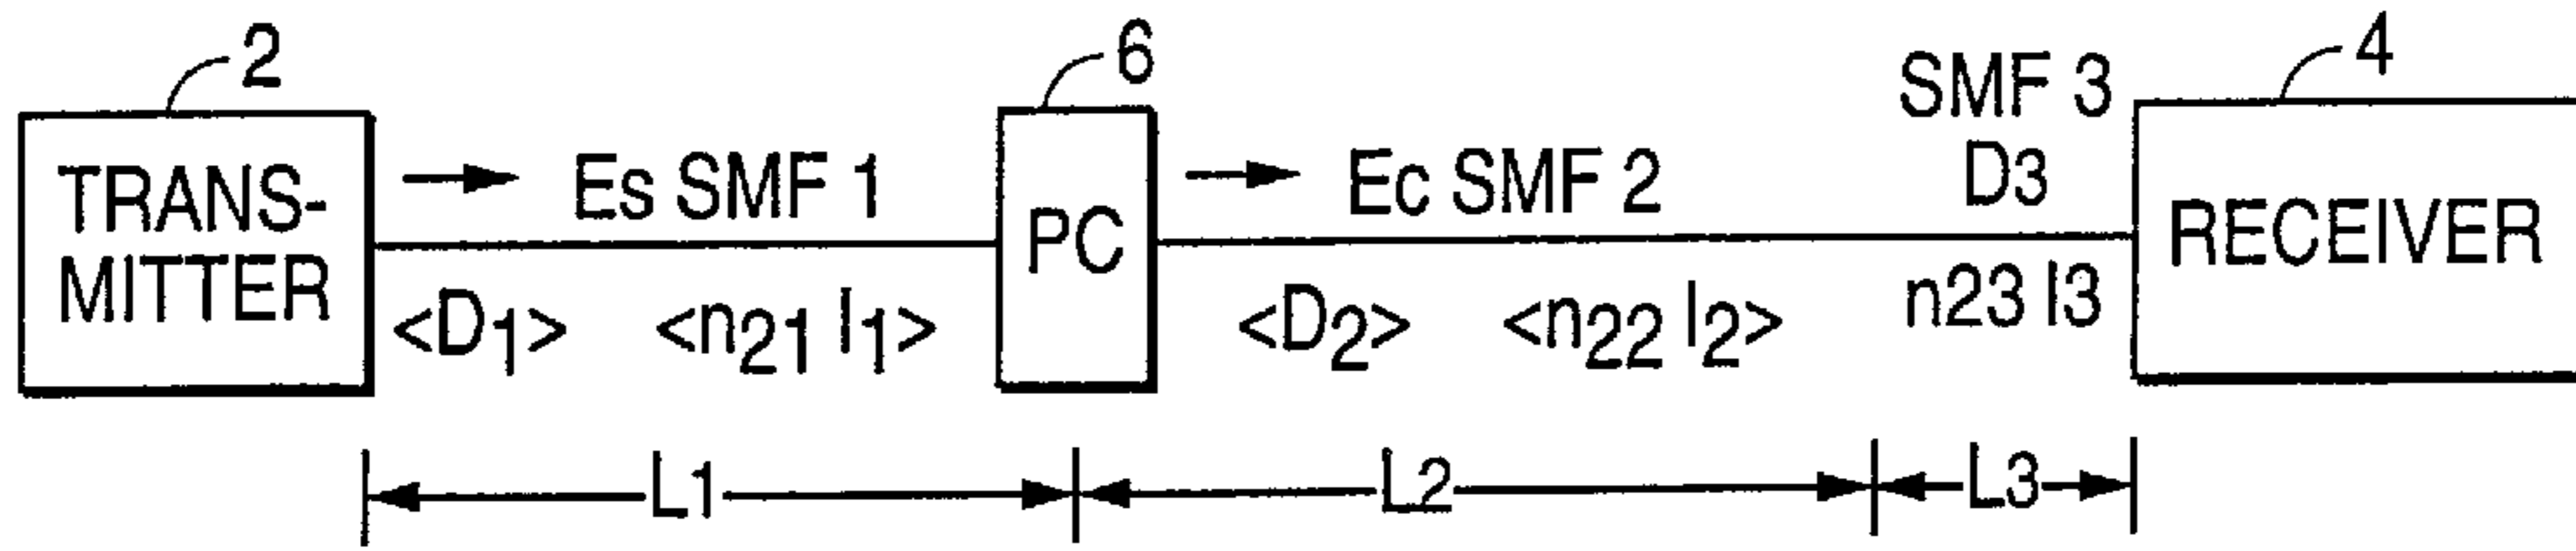 2
6
4
TRANS-
MITTER
Es SMF 1
<D1>
<n21 I1>
PC
Ec SMF 2
<D2>
<n22 I2>
SMF 3
D3
n23 I3
RECEIVER
L1
L2
L3